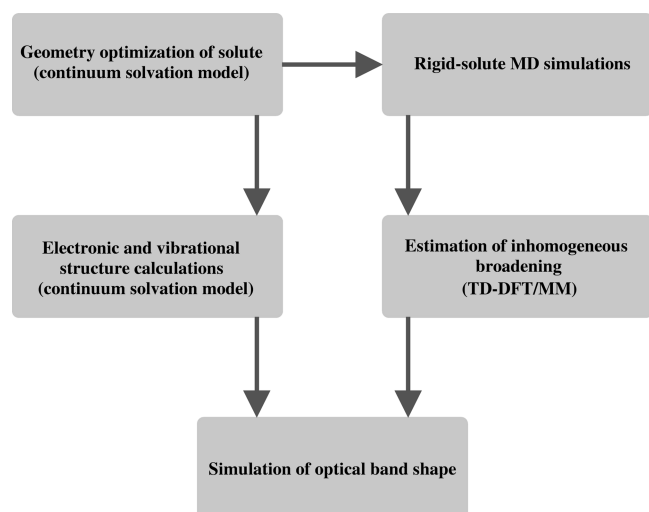 Geometry optimization of solute
(continuum solvation model)
Rigid-solute MD simulations
Electronic and vibrational
structure calculations
(continuum solvation model)
Estimation of inhomogeneous
broadening
(TD-DFT/MM)
Simulation of optical band shape